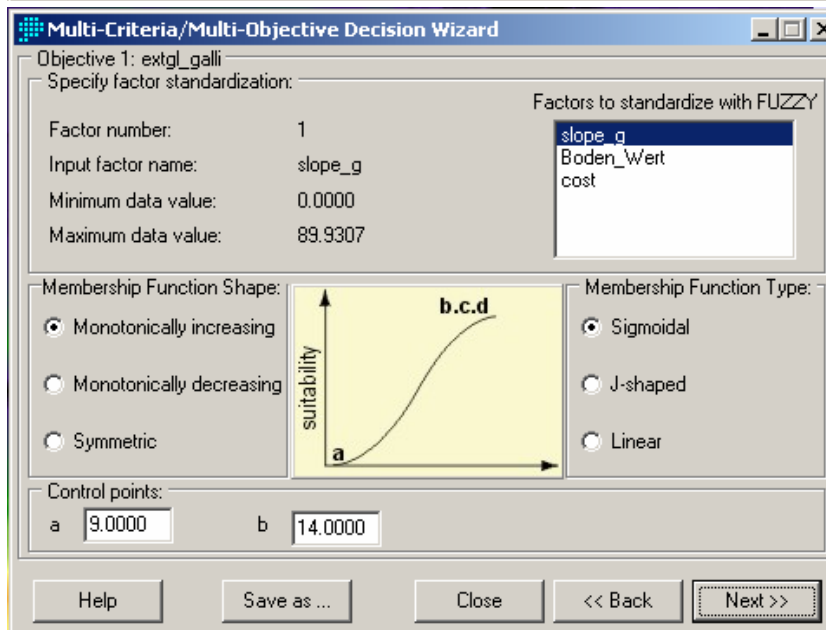 Multi-Criteria/Multi-Objective Decision Wizard
Objective 1: extgl_galli
Specify factor standardization:
Factors to standardize with FUZZY
Factor number: 1
Input factor name: slope_g
Minimum data value: 0.0000
Maximum data value: 89.9307
slope_g
Boden_Wert
cost
Membership Function Shape:
Monotonically increasing
Monotonically decreasing
Symmetric
suitability
b.c.d
a
Membership Function Type:
Sigmoidal
J-shaped
Linear
Control points:
a 9.0000 b 14.0000
Help Save as ... Close << Back Next >>